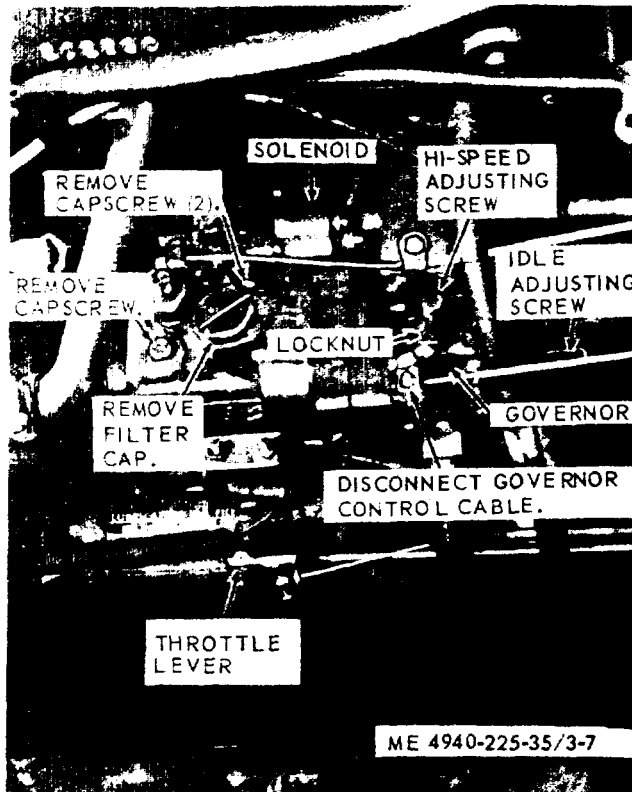 SOLENOID
HI-SPEED
ADJUSTING
SCREW
REMOVE
CAPSCREW (2).
IDLE
ADJUSTING
SCREW
REMOVE
CAPSCREW.
LOCKNUT
REMOVE
FILTER
CAP.
GOVERNOR
DISCONNECT GOVERNOR
CONTROL CABLE.
THROTTLE
LEVER
ME 4940-225-35/3-7